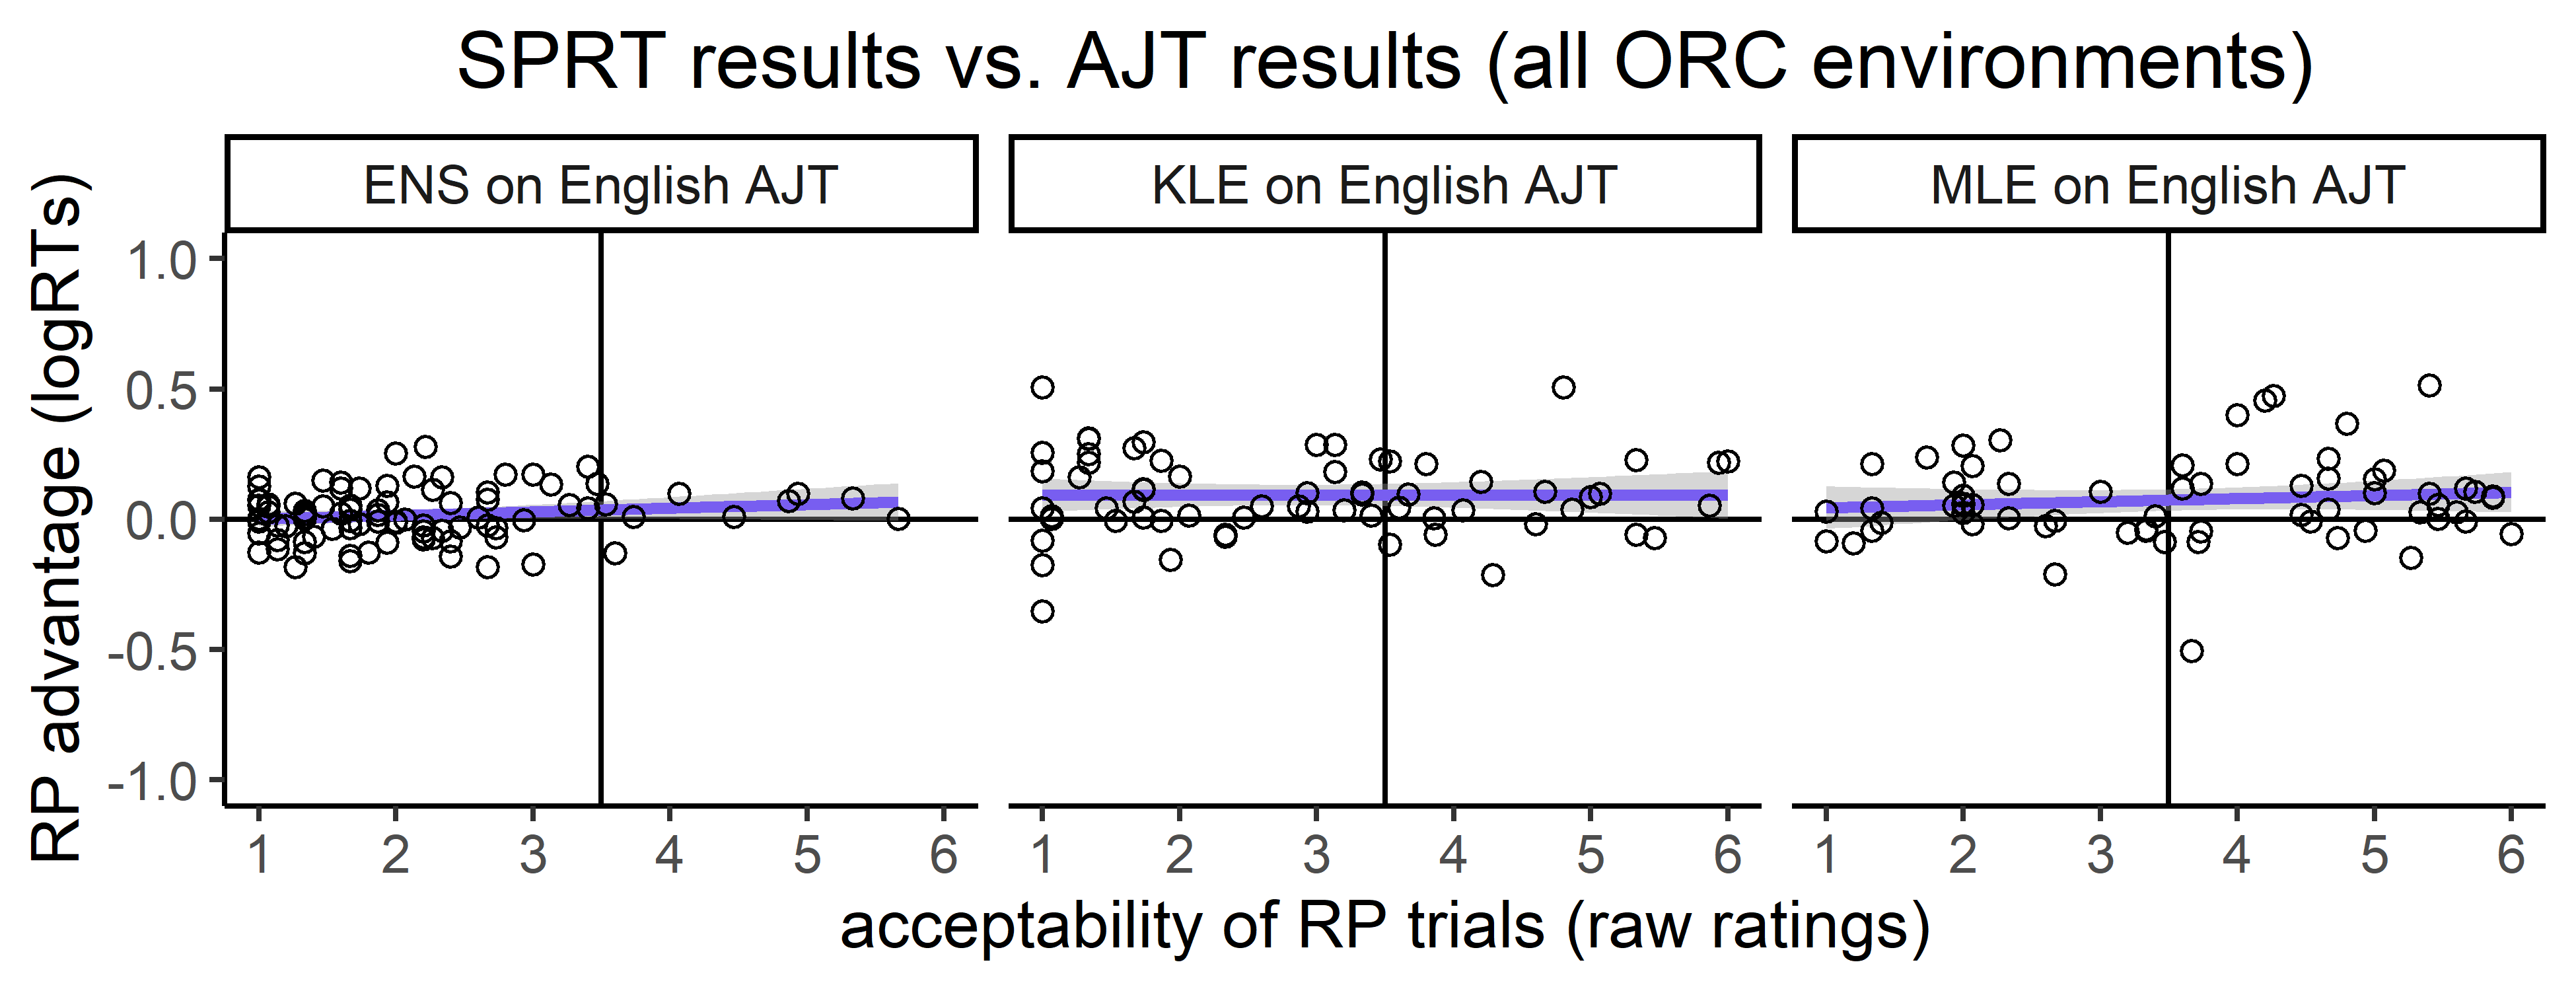 SPRT results vs. AJT results (all ORC environments)
ENS on English AJT
KLE on English AJT
MLE on English AJT
RP advantage (logRTs)
1.0
0.5
0.0
-0.5
-1.0
1 2 3 4 5 6
1 2 3 4 5 6
1 2 3 4 5 6
acceptability of RP trials (raw ratings)